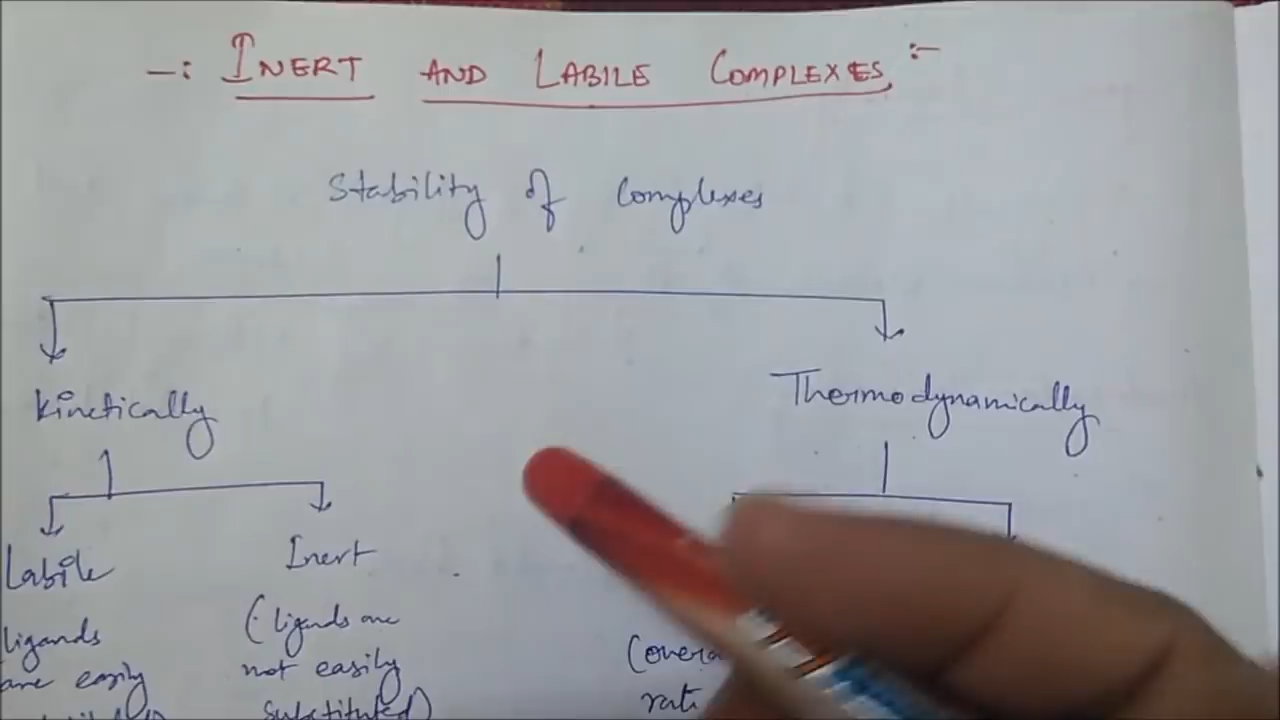 -: INERT AND LABILE COMPLEXES :-
Stability of Complexes
Kinetically
Thermodynamically
Labile
Inert
ligands
are easily
(ligands are
not easily
substituted)
rate